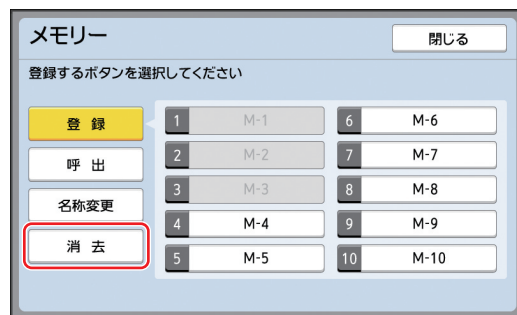 メモリー
閉じる
登録するボタンを選択してください
登 録
呼 出
名称変更
消 去
1 M-1
2 M-2
3 M-3
4 M-4
5 M-5
6 M-6
7 M-7
8 M-8
9 M-9
10 M-10